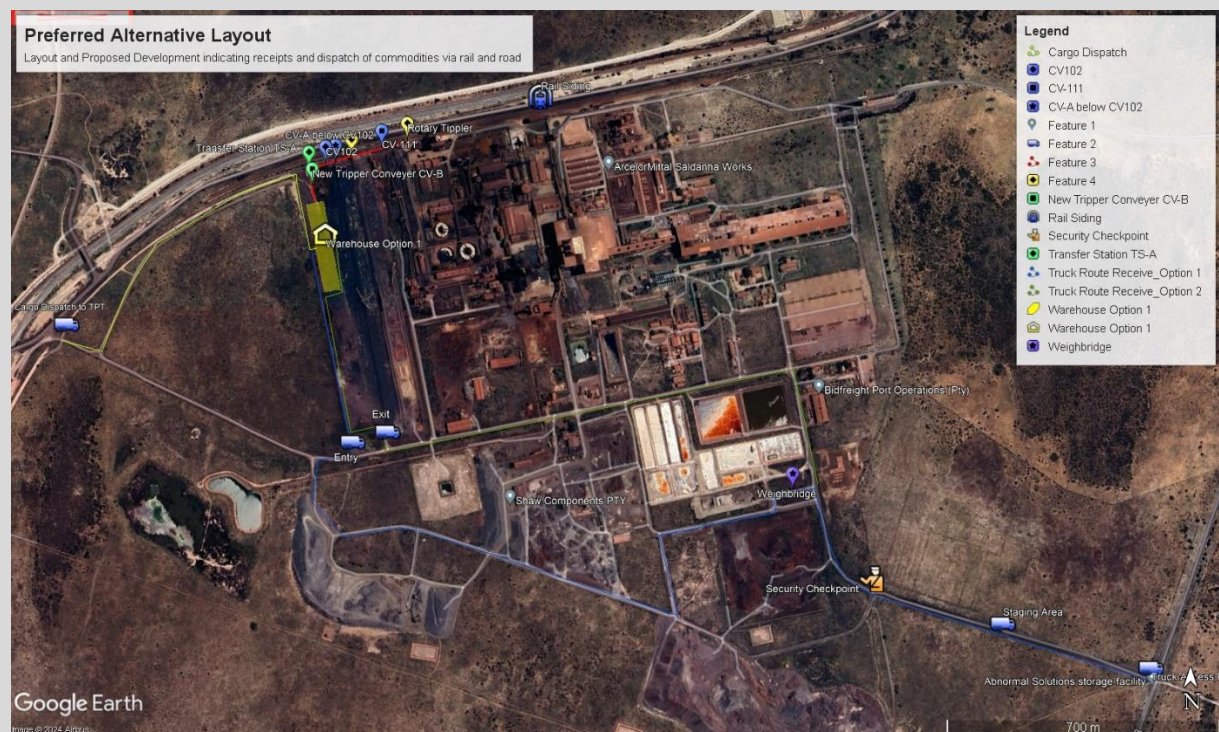 Preferred Alternative Layout
Layout and Proposed Development indicating receipts and dispatch of commodities via rail and road
Legend
Cargo Dispatch
CV102
CV-111
CV-A below CV102
Feature 1
Feature 2
Feature 3
Feature 4
New Tripper Conveyer CV-B
Rail Siding
Security Checkpoint
Transfer Station TS-A
Truck Route Receive_Option 1
Truck Route Receive_Option 2
Warehouse Option 1
Warehouse Option 1
Weighbridge
Rail Siding
Rotary Tippler
CV-A below CV102
CV-111
Transfer Station TS-A
CV102
New Tripper Conveyer CV-B
ArcelorMittal Saldanha Works
Warehouse Option 1
Cargo Dispatch to TPT
Bidfreight Port Operations (Pty)
Exit
Entry
Weighbridge
Shaw Components PTY
Security Checkpoint
Staging Area
Abnormal Solutions storage facility
Truck Access
Google Earth
N
Image © 2024 Airbus
700 m